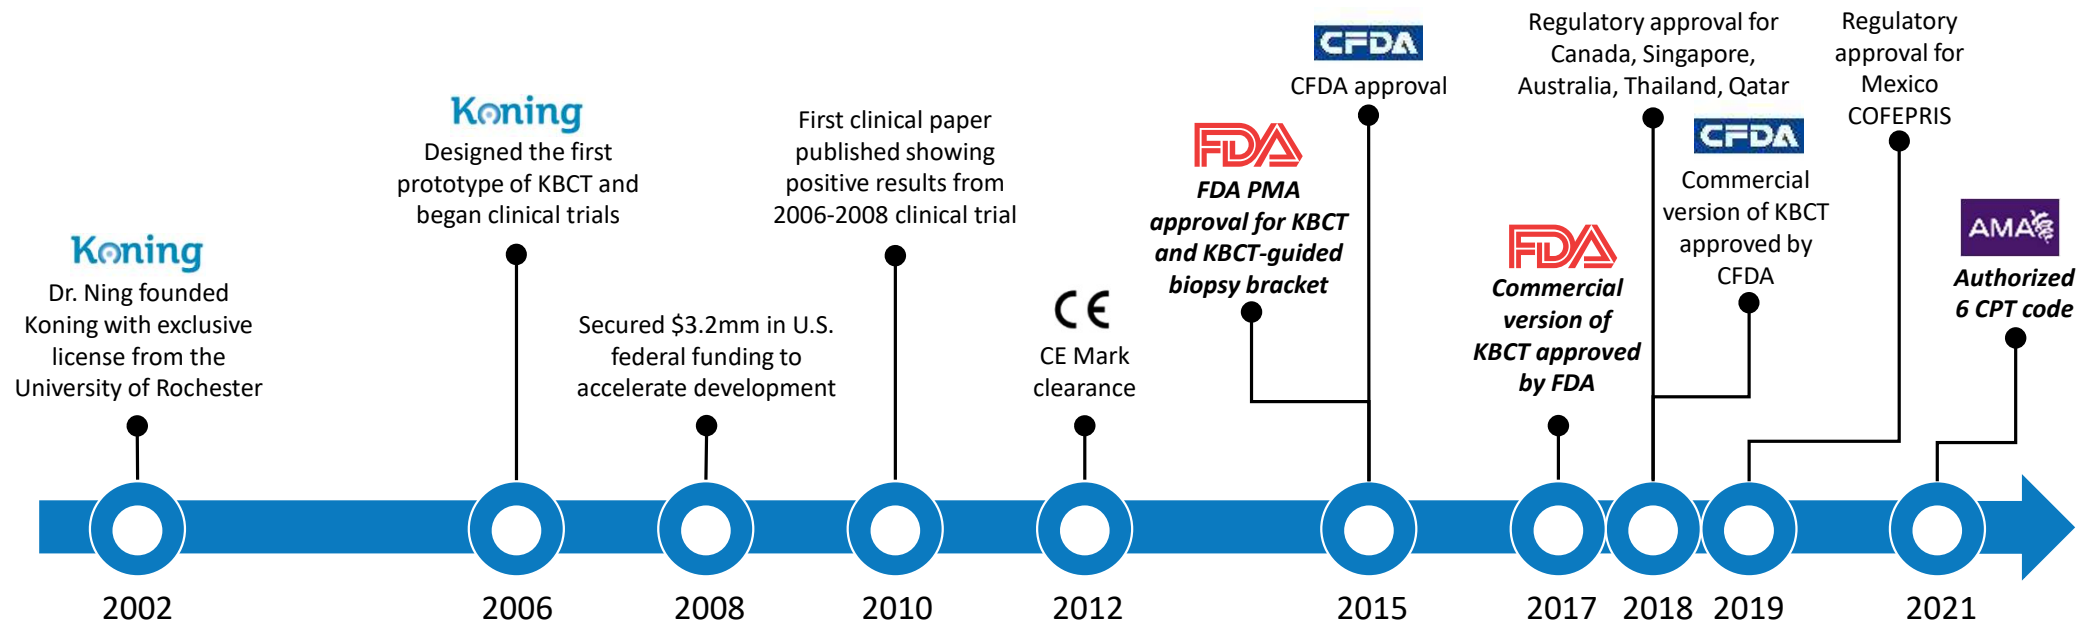 Koning
Dr. Ning founded
Koning with exclusive
license from the
University of Rochester
Koning
Designed the first
prototype of KBCT and
began clinical trials
Secured $3.2mm in U.S.
federal funding to
accelerate development
First clinical paper
published showing
positive results from
2006-2008 clinical trial
CE
CE Mark
clearance
FDA
FDA PMA
approval for KBCT
and KBCT-guided
biopsy bracket
CFDA
CFDA approval
FDA
Commercial
version of
KBCT approved
by FDA
Regulatory approval for
Canada, Singapore,
Australia, Thailand, Qatar
CFDA
Commercial
version of KBCT
approved by
CFDA
Regulatory
approval for
Mexico
COFEPRIS
AMA
Authorized
6 CPT code
2002
2006
2008
2010
2012
2015
2017
2018
2019
2021